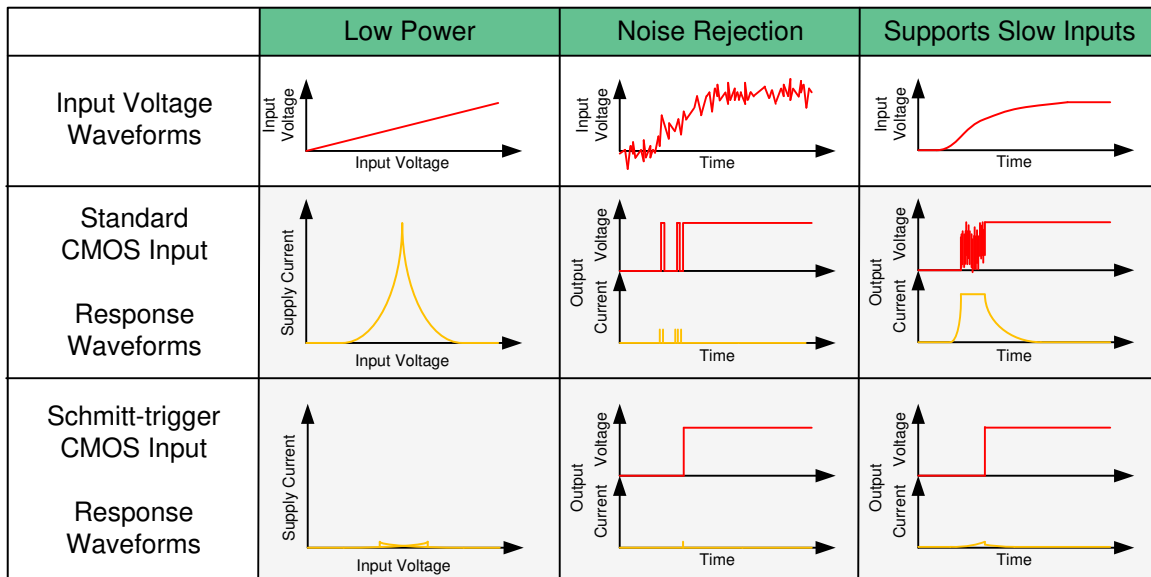 Low Power
Noise Rejection
Supports Slow Inputs
Input Voltage
Waveforms
Input
Voltage
Input Voltage
Input
Voltage
Time
Input
Voltage
Time
Standard
CMOS Input
Response
Waveforms
Supply Current
Input Voltage
Output
Voltage
Current
Time
Output
Voltage
Current
Time
Schmitt-trigger
CMOS Input
Response
Waveforms
Supply Current
Input Voltage
Output
Voltage
Current
Time
Output
Voltage
Current
Time